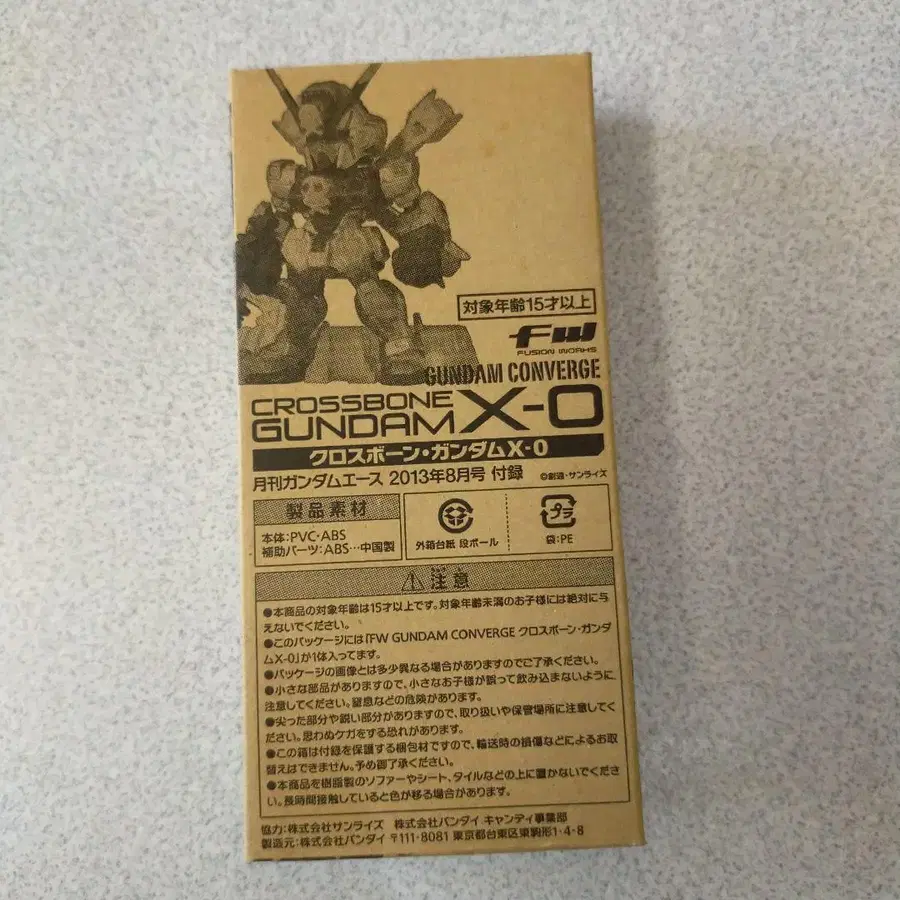 対象年齢15才以上
FW
FUSION WORKS
GUNDAM CONVERGE
CROSSBONE
GUNDAM X-0
クロスボーン・ガンダムX-0
月刊ガンダムエース 2013年8月号 付録 ©創通・サンライズ
製品素材
本体:PVC・ABS
補助パーツ:ABS…中国製
外箱台紙 段ボール
プラ
袋:PE
注意
●本商品の対象年齢は15才以上です。対象年齢未満のお子様には絶対に与
えないでください。
●このパッケージには「FW GUNDAM CONVERGE クロスボーン・ガンダ
ムX-0」が1体入ってます。
●パッケージの画像とは多少異なる場合がありますのでご了承ください。
●小さな部品がありますので、小さなお子様が誤って飲み込まないように
注意してください。窒息などの危険があります。
●尖った部分や鋭い部分がありますので、取り扱いや保管場所に注意してく
ださい。思わぬケガをする恐れがあります。
●この箱は付録を保護する梱包材ですので、輸送時の損傷などによるお取
替えはできません。予め御了承ください。
●本商品を樹脂製のソファーやシート、タイルなどの上に置かないでくださ
い。長時間接触していると色が移る場合があります。
協力:株式会社サンライズ 株式会社バンダイ キャンディ事業部
製造元:株式会社バンダイ 〒111-8081 東京都台東区東駒形1-4-8